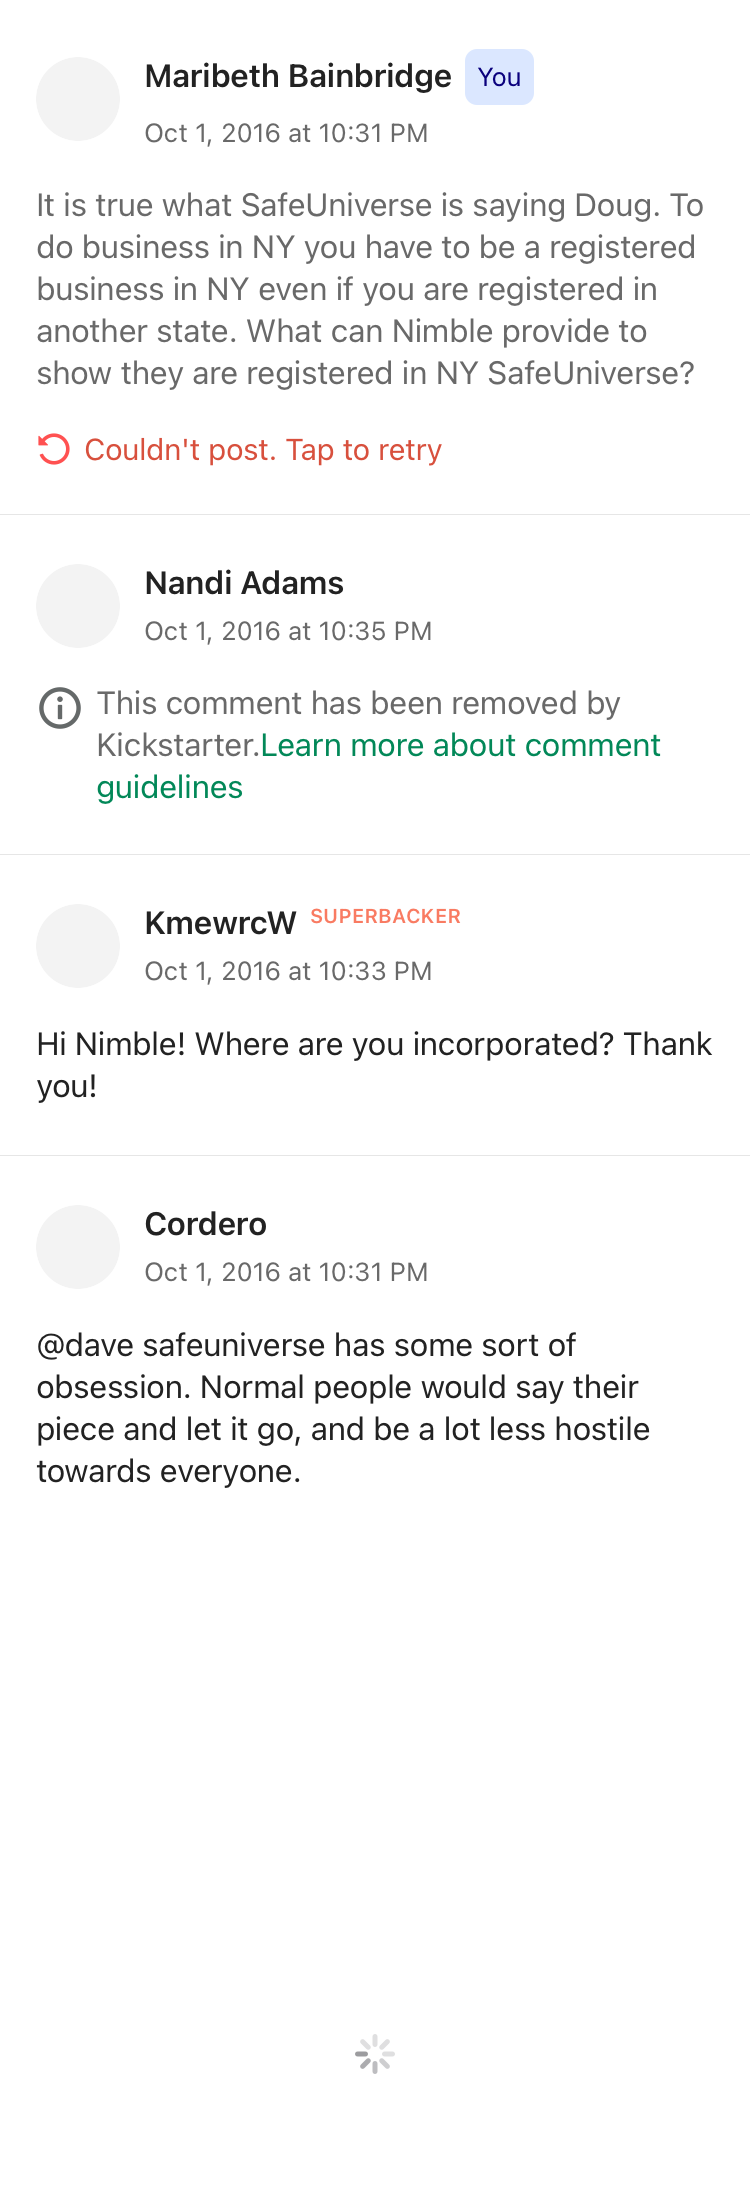 Maribeth Bainbridge You
Oct 1, 2016 at 10:31 PM
It is true what SafeUniverse is saying Doug. To
do business in NY you have to be a registered
business in NY even if you are registered in
another state. What can Nimble provide to
show they are registered in NY SafeUniverse?
Couldn't post. Tap to retry
Nandi Adams
Oct 1, 2016 at 10:35 PM
This comment has been removed by
Kickstarter.Learn more about comment
guidelines
KmewrcW SUPERBACKER
Oct 1, 2016 at 10:33 PM
Hi Nimble! Where are you incorporated? Thank
you!
Cordero
Oct 1, 2016 at 10:31 PM
@dave safeuniverse has some sort of
obsession. Normal people would say their
piece and let it go, and be a lot less hostile
towards everyone.